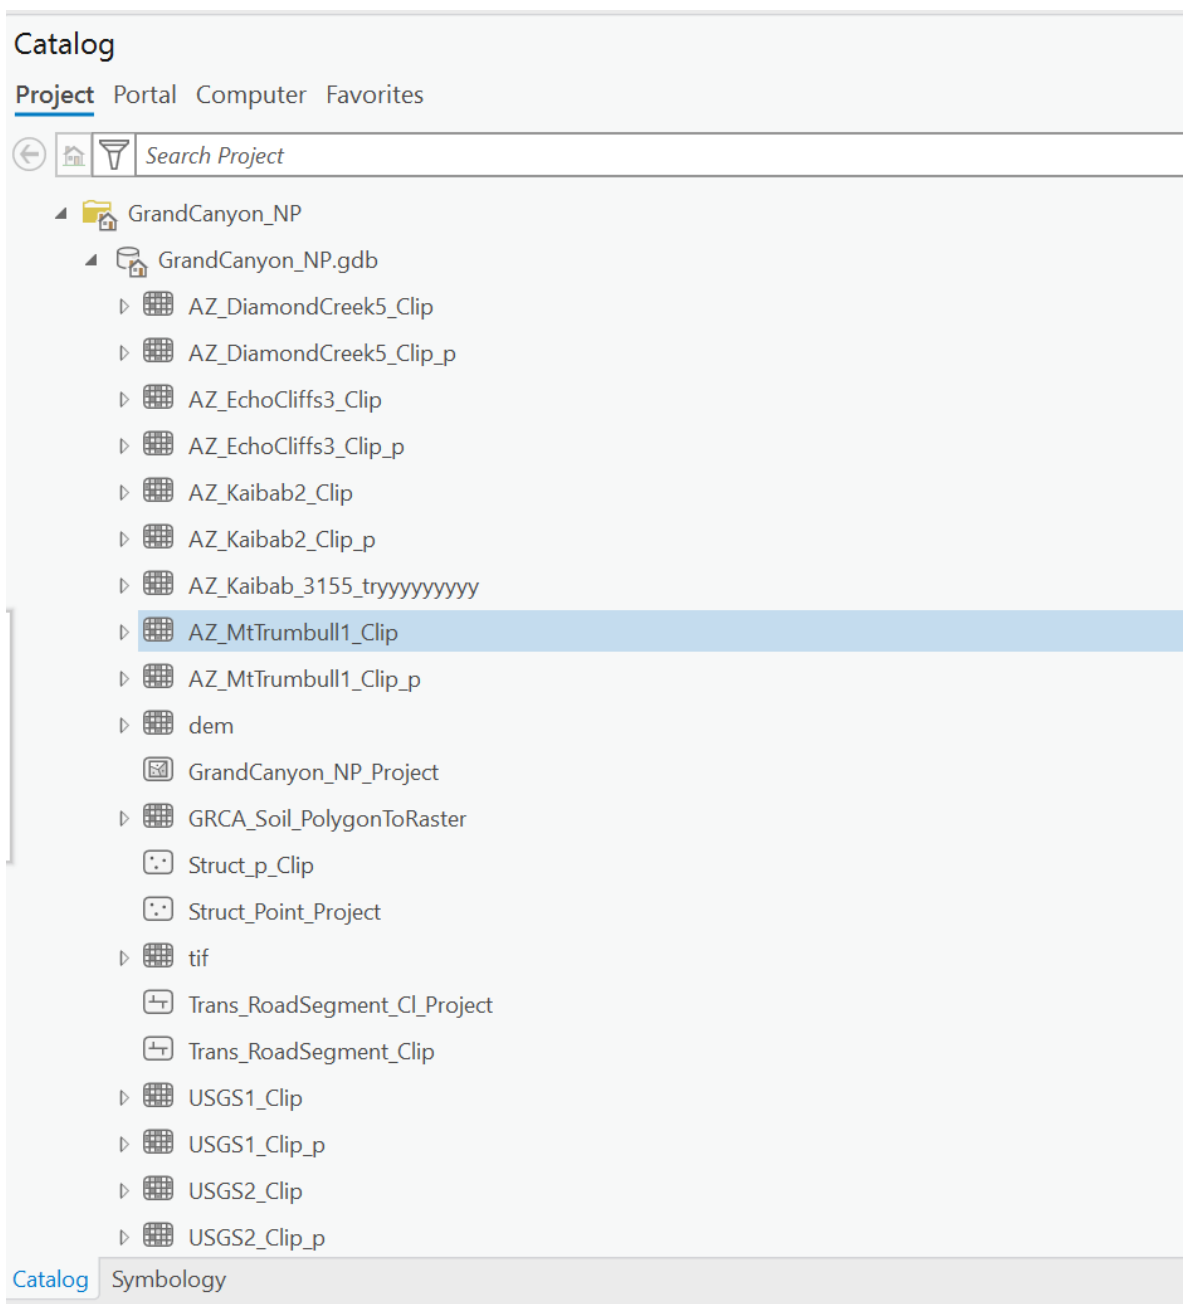 Catalog
Project Portal Computer Favorites
Search Project
GrandCanyon_NP
GrandCanyon_NP.gdb
AZ_DiamondCreek5_Clip
AZ_DiamondCreek5_Clip_p
AZ_EchoCliffs3_Clip
AZ_EchoCliffs3_Clip_p
AZ_Kaibab2_Clip
AZ_Kaibab2_Clip_p
AZ_Kaibab_3155_tryyyyyyyyy
AZ_MtTrumbull1_Clip
AZ_MtTrumbull1_Clip_p
dem
GrandCanyon_NP_Project
GRCA_Soil_PolygonToRaster
Struct_p_Clip
Struct_Point_Project
tif
Trans_RoadSegment_Cl_Project
Trans_RoadSegment_Clip
USGS1_Clip
USGS1_Clip_p
USGS2_Clip
USGS2_Clip_p
Catalog Symbology